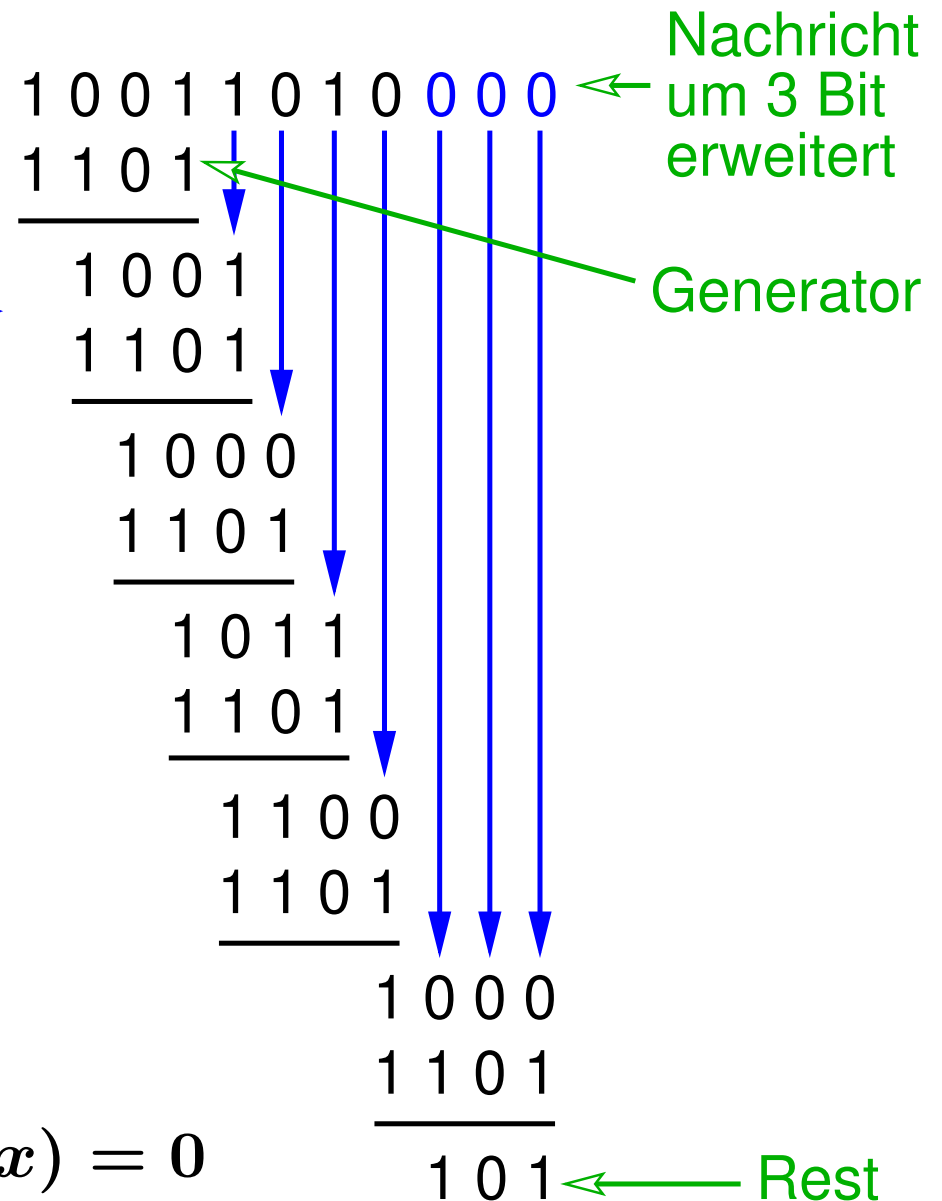 Nachricht
1 0 0 1 1 0 1 0 0 0 0 um 3 Bit
erweitert
1 1 0 1
1 0 0 1
Generator
1 1 0 1
1 0 0 0
1 1 0 1
1 0 1 1
1 1 0 1
1 1 0 0
1 1 0 1
1 0 0 0
1 1 0 1
x) = 0
1 0 1 Rest